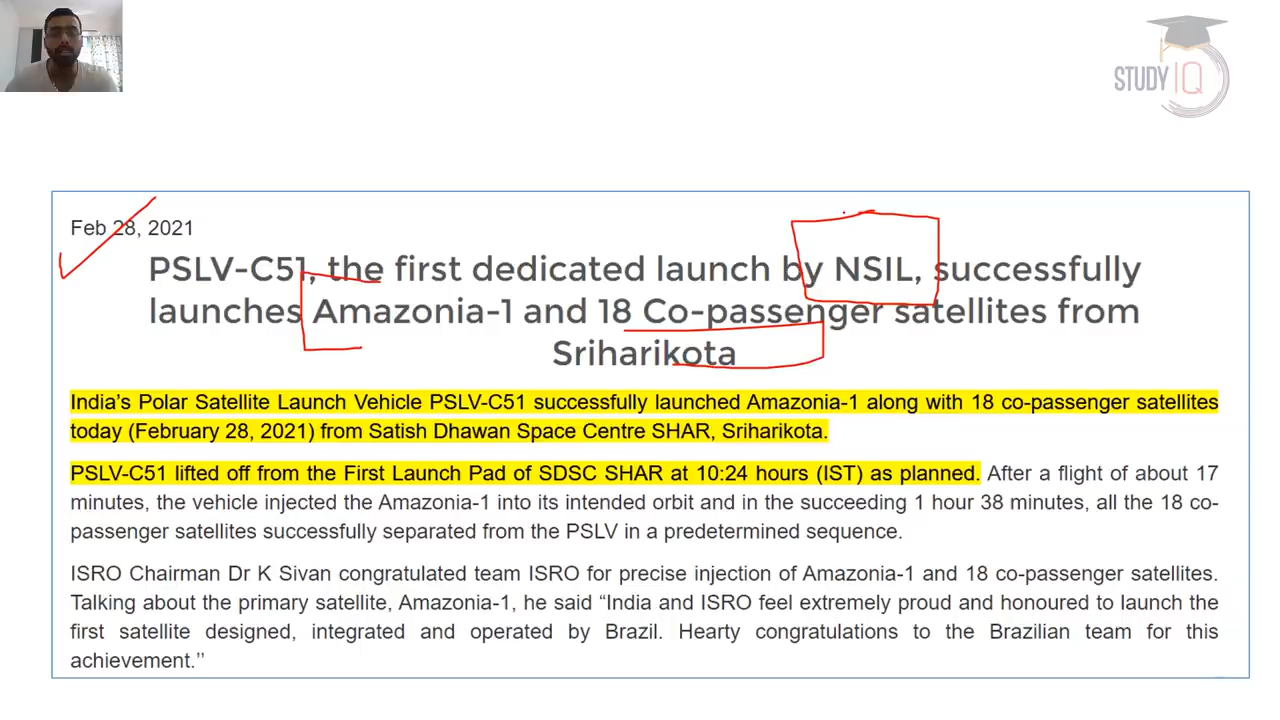 STUDY IQ
Feb 28, 2021
PSLV-C51, the first dedicated launch by NSIL, successfully
launches Amazonia-1 and 18 Co-passenger satellites from
Sriharikota
India’s Polar Satellite Launch Vehicle PSLV-C51 successfully launched Amazonia-1 along with 18 co-passenger satellites
today (February 28, 2021) from Satish Dhawan Space Centre SHAR, Sriharikota.
PSLV-C51 lifted off from the First Launch Pad of SDSC SHAR at 10:24 hours (IST) as planned. After a flight of about 17
minutes, the vehicle injected the Amazonia-1 into its intended orbit and in the succeeding 1 hour 38 minutes, all the 18 co-
passenger satellites successfully separated from the PSLV in a predetermined sequence.
ISRO Chairman Dr K Sivan congratulated team ISRO for precise injection of Amazonia-1 and 18 co-passenger satellites.
Talking about the primary satellite, Amazonia-1, he said “India and ISRO feel extremely proud and honoured to launch the
first satellite designed, integrated and operated by Brazil. Hearty congratulations to the Brazilian team for this
achievement.’’